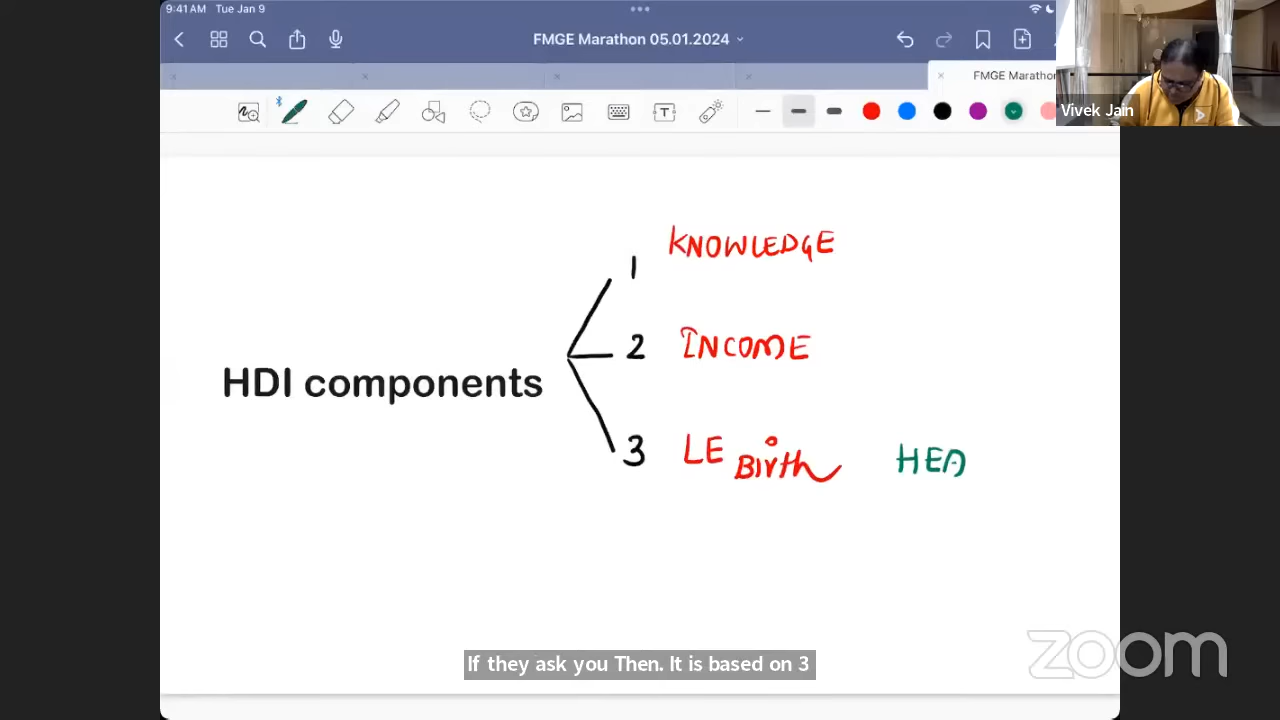 9:41 AM Tue Jan 9
FMGE Marathon 05.01.2024
FMGE Marathon
Vivek Jain
1 KNOWLEDGE
2 INCOME
HDI components
3 LE Birth HEA
If they ask you Then. It is based on 3
zoom